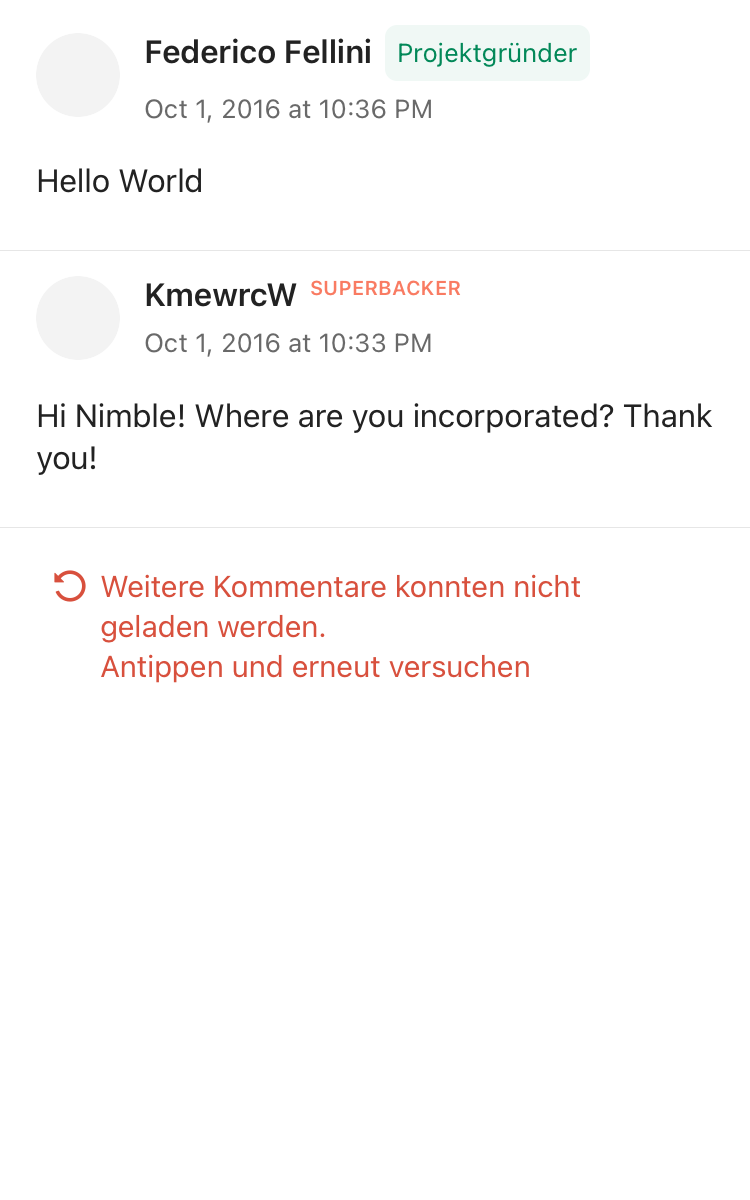 Federico Fellini Projektgründer
Oct 1, 2016 at 10:36 PM
Hello World
KmewrcW SUPERBACKER
Oct 1, 2016 at 10:33 PM
Hi Nimble! Where are you incorporated? Thank
you!
Weitere Kommentare konnten nicht
geladen werden.
Antippen und erneut versuchen